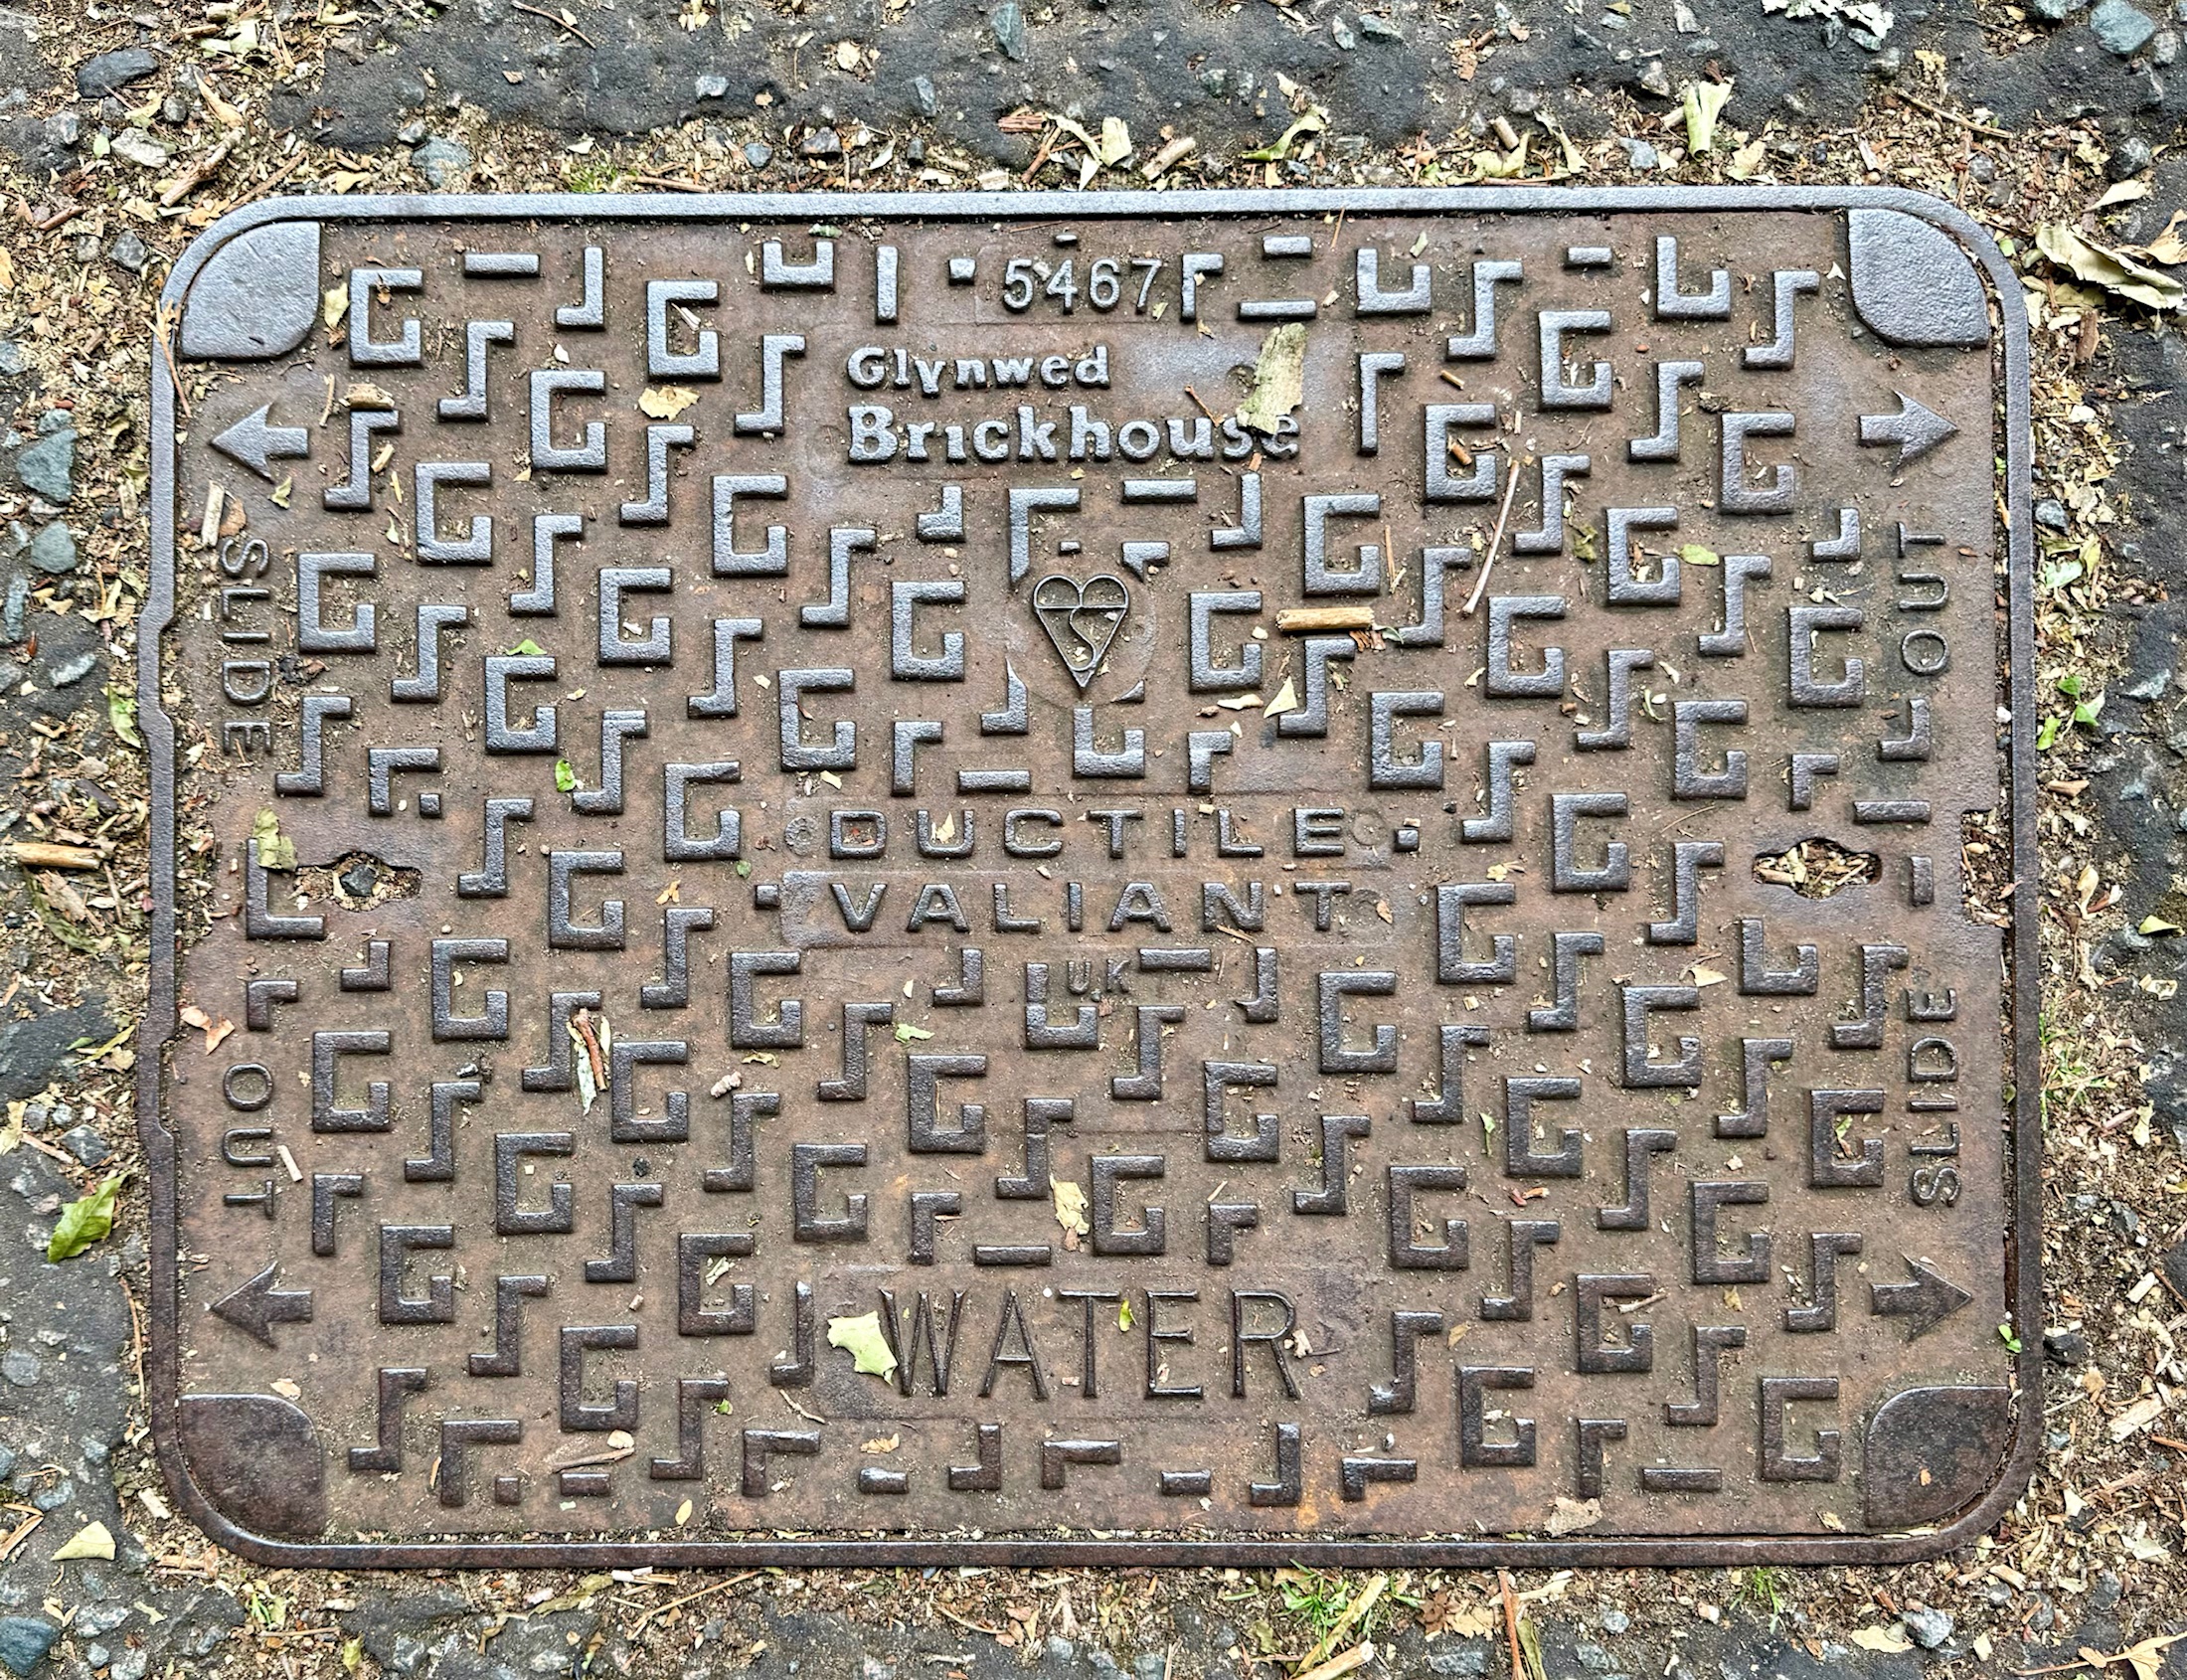 5467
Glynwed
Brickhouse
SLIDE OUT
SLIDE OUT
DUCTILE
VALIANT
UK
WATER